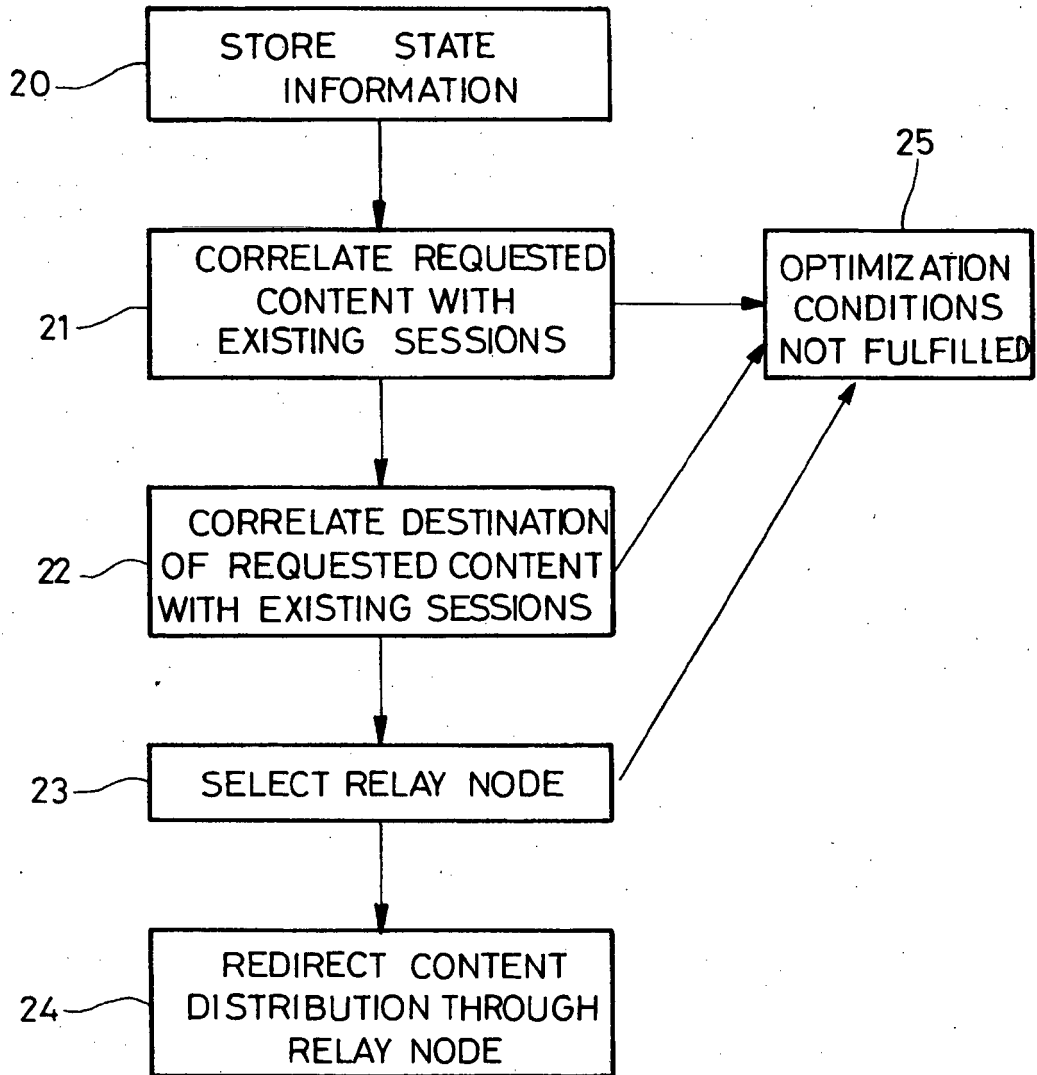 STORE STATE
INFORMATION
20
25
CORRELATE REQUESTED
CONTENT WITH
EXISTING SESSIONS
21
OPTIMIZATION
CONDITIONS
NOT FULFILLED
CORRELATE DESTINATION
OF REQUESTED CONTENT
WITH EXISTING SESSIONS
22
SELECT RELAY NODE
23
REDIRECT CONTENT
DISTRIBUTION THROUGH
RELAY NODE
24